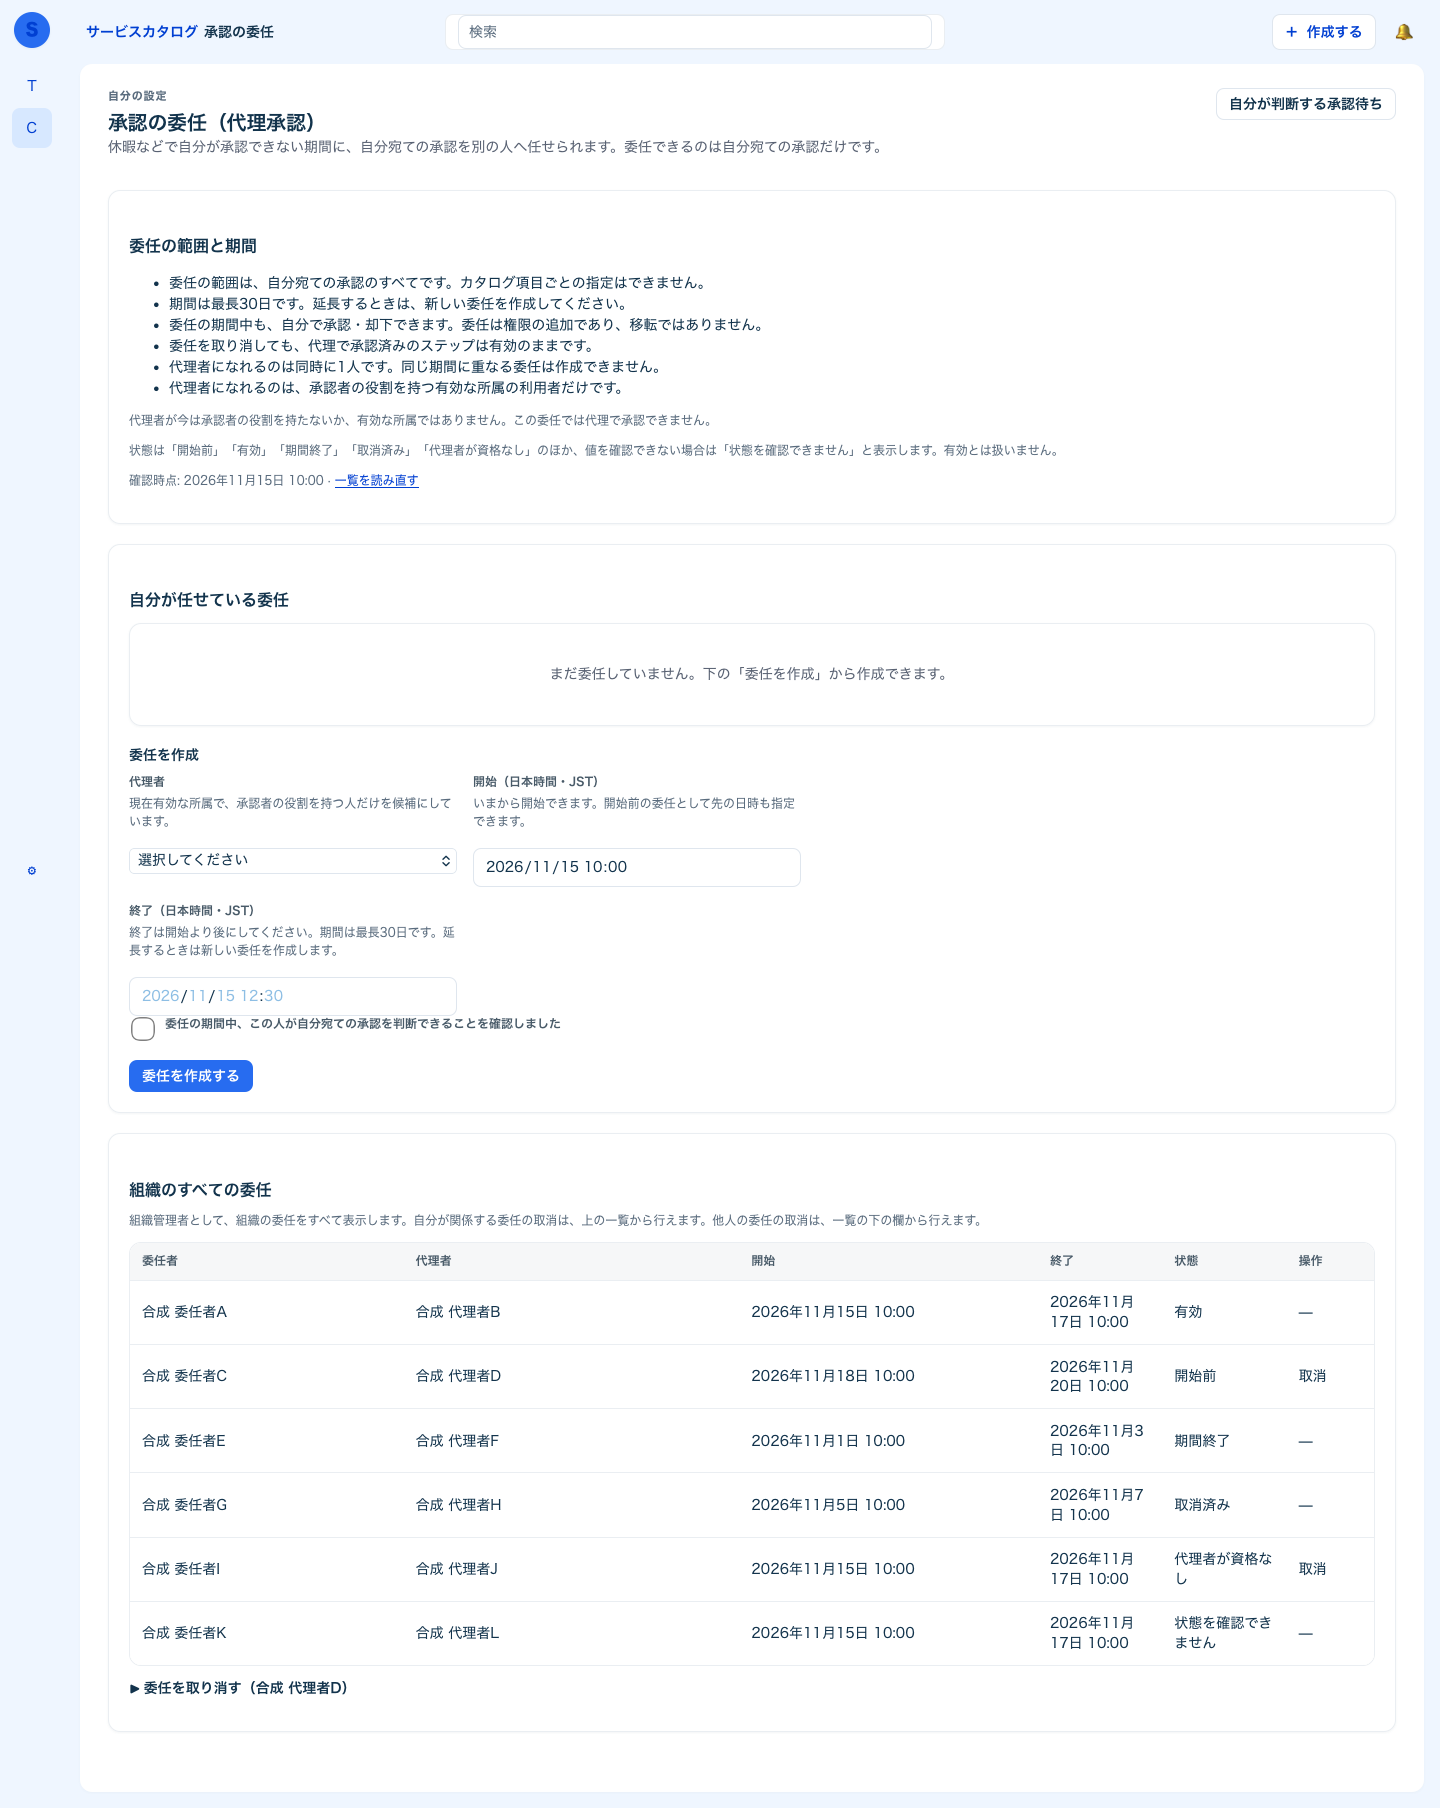 S
サービスカタログ 承認の委任
検索
+ 作成する
T
C
自分の設定
承認の委任（代理承認）
自分が判断する承認待ち
休暇などで自分が承認できない期間に、自分宛ての承認を別の人へ任せられます。委任できるのは自分宛ての承認だけです。
委任の範囲と期間
• 委任の範囲は、自分宛ての承認のすべてです。カタログ項目ごとの指定はできません。
• 期間は最長30日です。延長するときは、新しい委任を作成してください。
• 委任の期間中も、自分で承認・却下できます。委任は権限の追加であり、移転ではありません。
• 委任を取り消しても、代理で承認済みのステップは有効のままです。
• 代理者になれるのは同時に1人です。同じ期間に重なる委任は作成できません。
• 代理者になれるのは、承認者の役割を持つ有効な所属の利用者だけです。
代理者が今は承認者の役割を持たないか、有効な所属ではありません。この委任では代理で承認できません。
状態は「開始前」「有効」「期間終了」「取消済み」「代理者が資格なし」のほか、値を確認できない場合は「状態を確認できません」と表示します。有効とは扱いません。
確認時点: 2026年11月15日 10:00 · 一覧を読み直す
自分が任せている委任
まだ委任していません。下の「委任を作成」から作成できます。
委任を作成
代理者
現在有効な所属で、承認者の役割を持つ人だけを候補にして
います。
選択してください
開始（日本時間・JST）
いまから開始できます。開始前の委任として先の日時も指定
できます。
2026/11/15 10:00
終了（日本時間・JST）
終了は開始より後にしてください。期間は最長30日です。延
長するときは新しい委任を作成します。
2026/11/15 12:30
委任の期間中、この人が自分宛ての承認を判断できることを確認しました
委任を作成する
組織のすべての委任
組織管理者として、組織の委任をすべて表示します。自分が関係する委任の取消は、上の一覧から行えます。他人の委任の取消は、一覧の下の欄から行えます。
委任者 代理者 開始 終了 状態 操作
合成 委任者A 合成 代理者B 2026年11月15日 10:00 2026年11月
17日 10:00 有効 —
合成 委任者C 合成 代理者D 2026年11月18日 10:00 2026年11月
20日 10:00 開始前 取消
合成 委任者E 合成 代理者F 2026年11月1日 10:00 2026年11月3
日 10:00 期間終了 —
合成 委任者G 合成 代理者H 2026年11月5日 10:00 2026年11月7
日 10:00 取消済み —
合成 委任者I 合成 代理者J 2026年11月15日 10:00 2026年11月
17日 10:00 代理者が資格な
し 取消
合成 委任者K 合成 代理者L 2026年11月15日 10:00 2026年11月
17日 10:00 状態を確認でき
ません —
▶ 委任を取り消す（合成 代理者D）